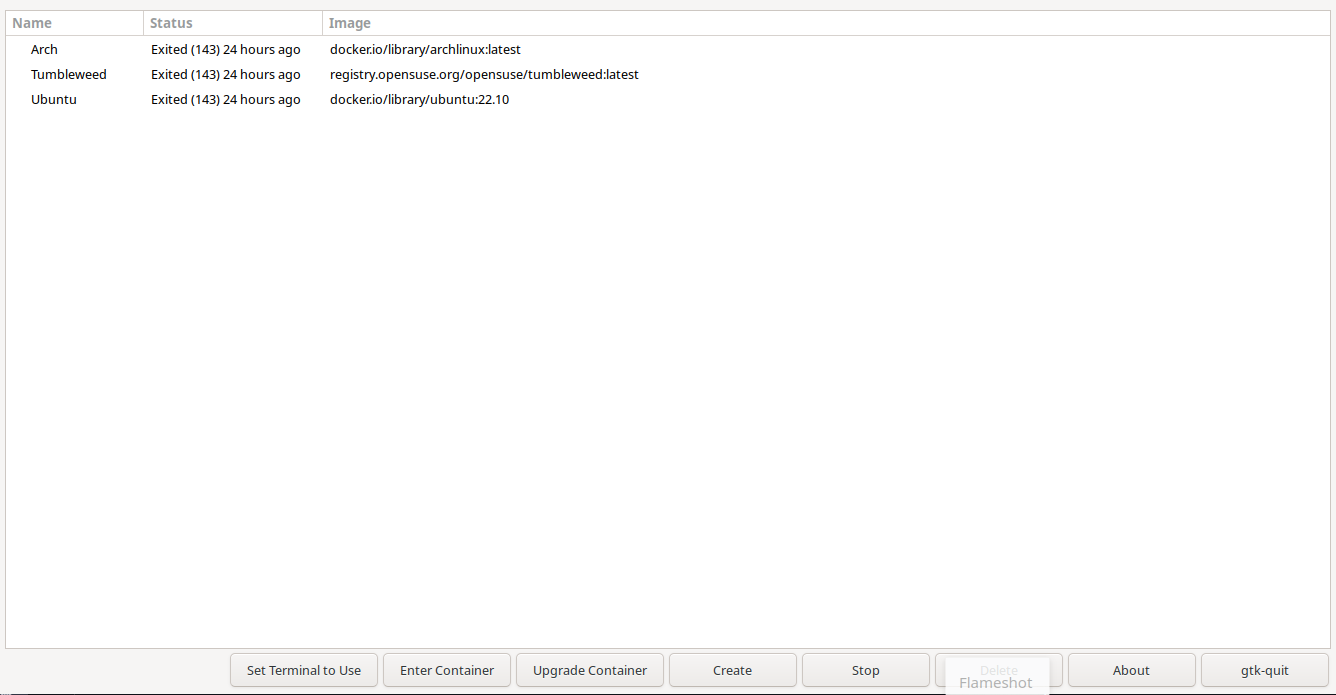 Name Status Image
Arch Exited (143) 24 hours ago docker.io/library/archlinux:latest
Tumbleweed Exited (143) 24 hours ago registry.opensuse.org/opensuse/tumbleweed:latest
Ubuntu Exited (143) 24 hours ago docker.io/library/ubuntu:22.10
Set Terminal to Use Enter Container Upgrade Container Create Stop Delete About gtk-quit
Flameshot